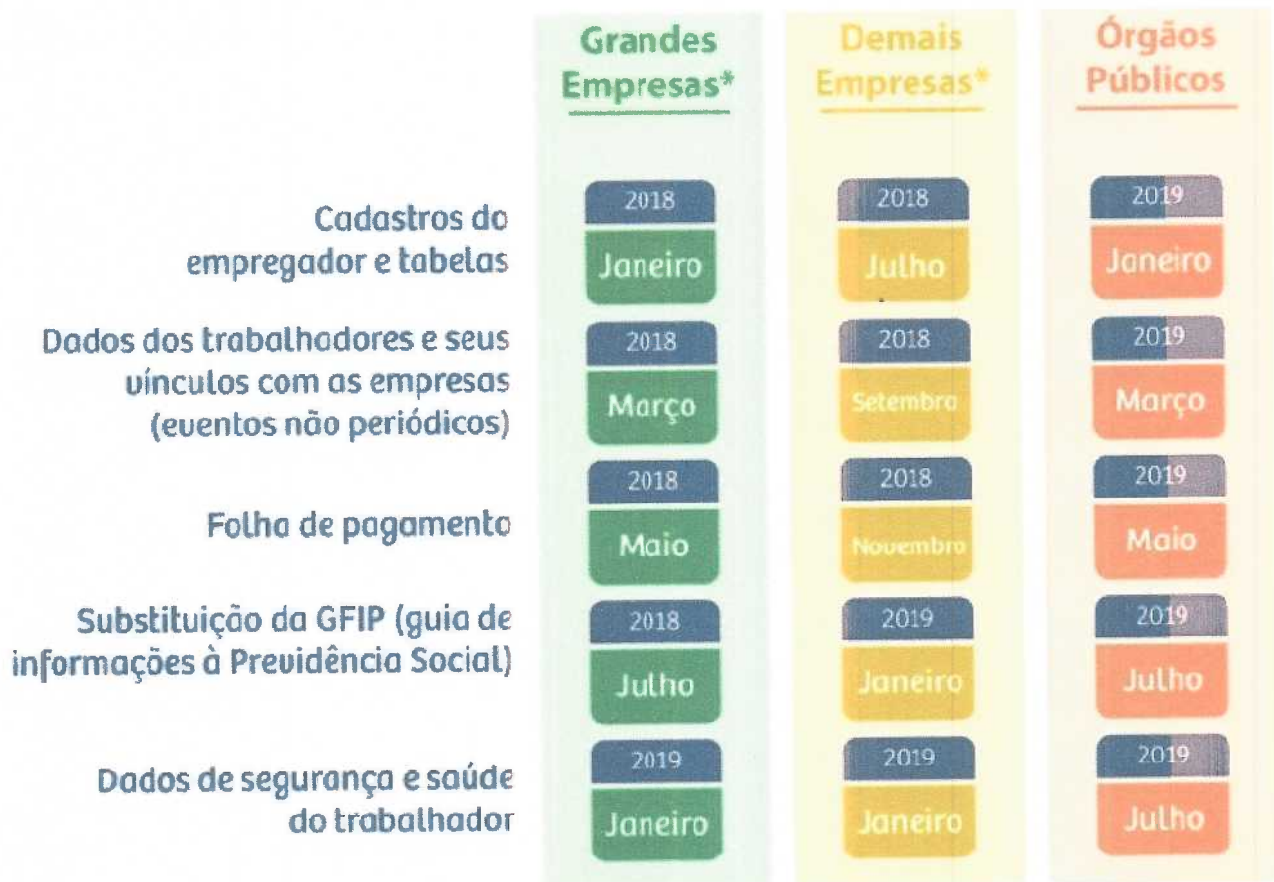 Grandes
Empresas*
Demais
Empresas*
Órgãos
Públicos
Cadastros do
empregador e tabelas
2018
Janeiro
2018
Julho
2019
Janeiro
Dados dos trabalhadores e seus
vínculos com as empresas
(eventos não periódicos)
2018
Março
2018
Setembro
2019
Março
Folha de pagamento
2018
Maio
2018
Novembro
2019
Maio
Substituição da GFIP (guia de
informações à Previdência Social)
2018
Julho
2019
Janeiro
2019
Julho
Dados de segurança e saúde
do trabalhador
2019
Janeiro
2019
Janeiro
2019
Julho